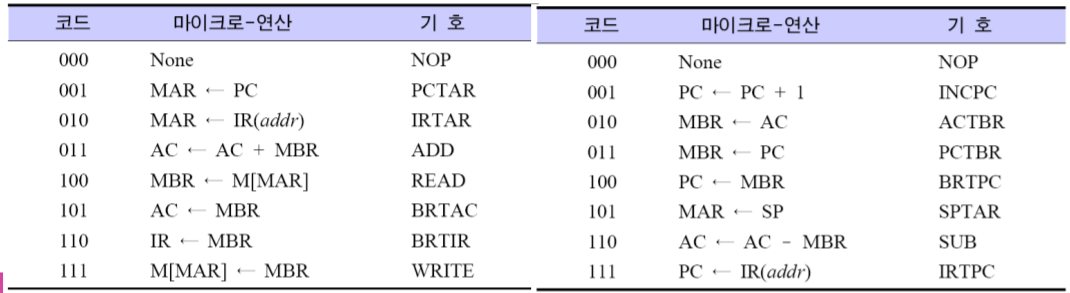 코드 마이크로-연산 기 호
000 None NOP
001 MAR ← PC PCTAR
010 MAR ← IR(addr) IRTAR
011 AC ← AC + MBR ADD
100 MBR ← M[MAR] READ
101 AC ← MBR BRTAC
110 IR ← MBR BRTIR
111 M[MAR] ← MBR WRITE
코드 마이크로-연산 기 호
000 None NOP
001 PC ← PC + 1 INCPC
010 MBR ← AC ACTBR
011 MBR ← PC PCTBR
100 PC ← MBR BRTPC
101 MAR ← SP SPTAR
110 AC ← AC - MBR SUB
111 PC ← IR(addr) IRTPC